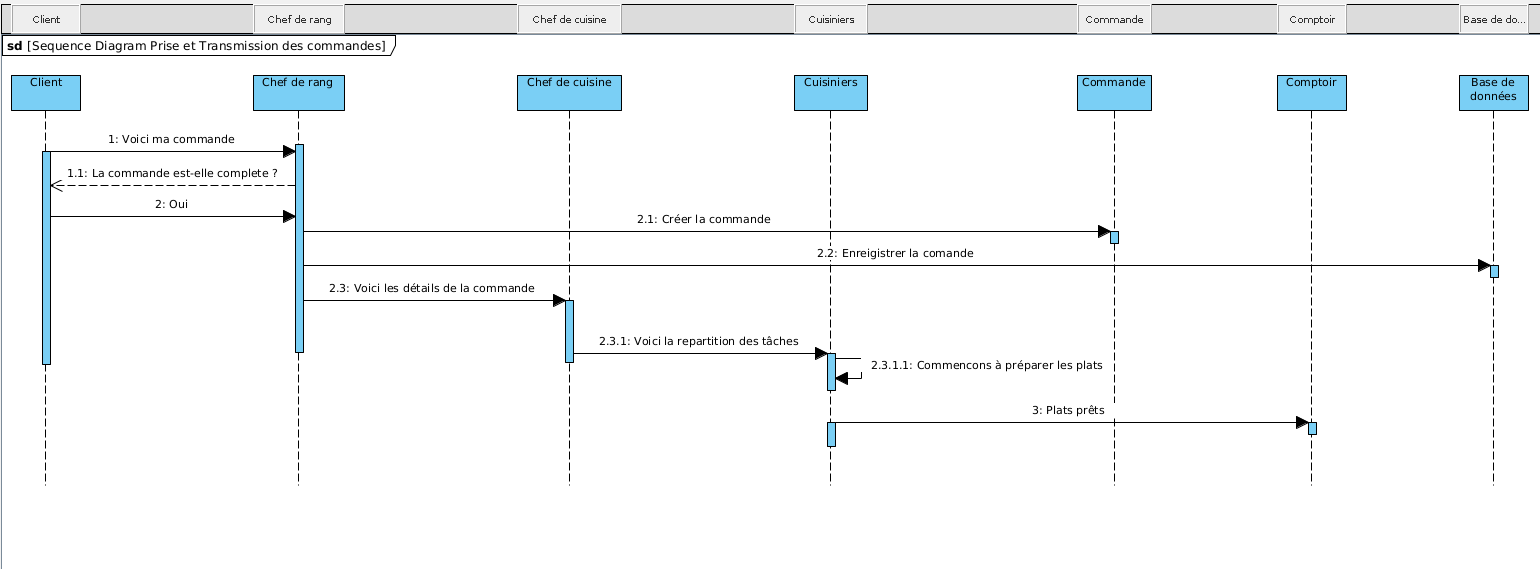 Client
Chef de rang
Chef de cuisine
Cuisiniers
Commande
Comptoir
Base de do...
sd [Sequence Diagram Prise et Transmission des commandes]
Client
Chef de rang
Chef de cuisine
Cuisiniers
Commande
Comptoir
Base de
données
1: Voici ma commande
1.1: La commande est-elle complete ?
2: Oui
2.1: Créer la commande
2.2: Enreigistrer la comande
2.3: Voici les détails de la commande
2.3.1: Voici la repartition des tâches
2.3.1.1: Commencons à préparer les plats
3: Plats prêts